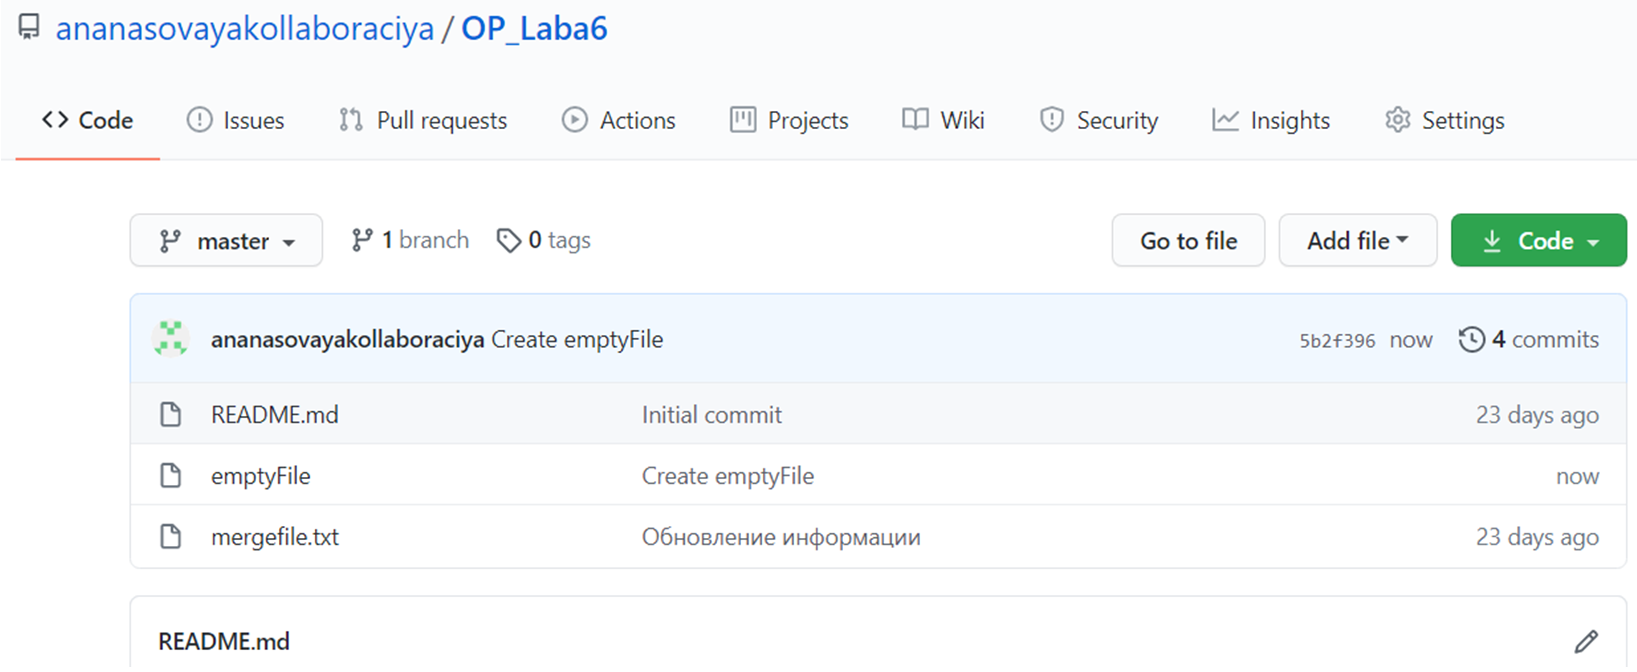 ananasovayakollaboraciya / OP_Laba6
Code Issues Pull requests Actions Projects Wiki Security Insights Settings
master 1 branch 0 tags Go to file Add file Code
ananasovayakollaboraciya Create emptyFile 5b2f396 now 4 commits
README.md Initial commit 23 days ago
emptyFile Create emptyFile now
mergefile.txt Обновление информации 23 days ago
README.md